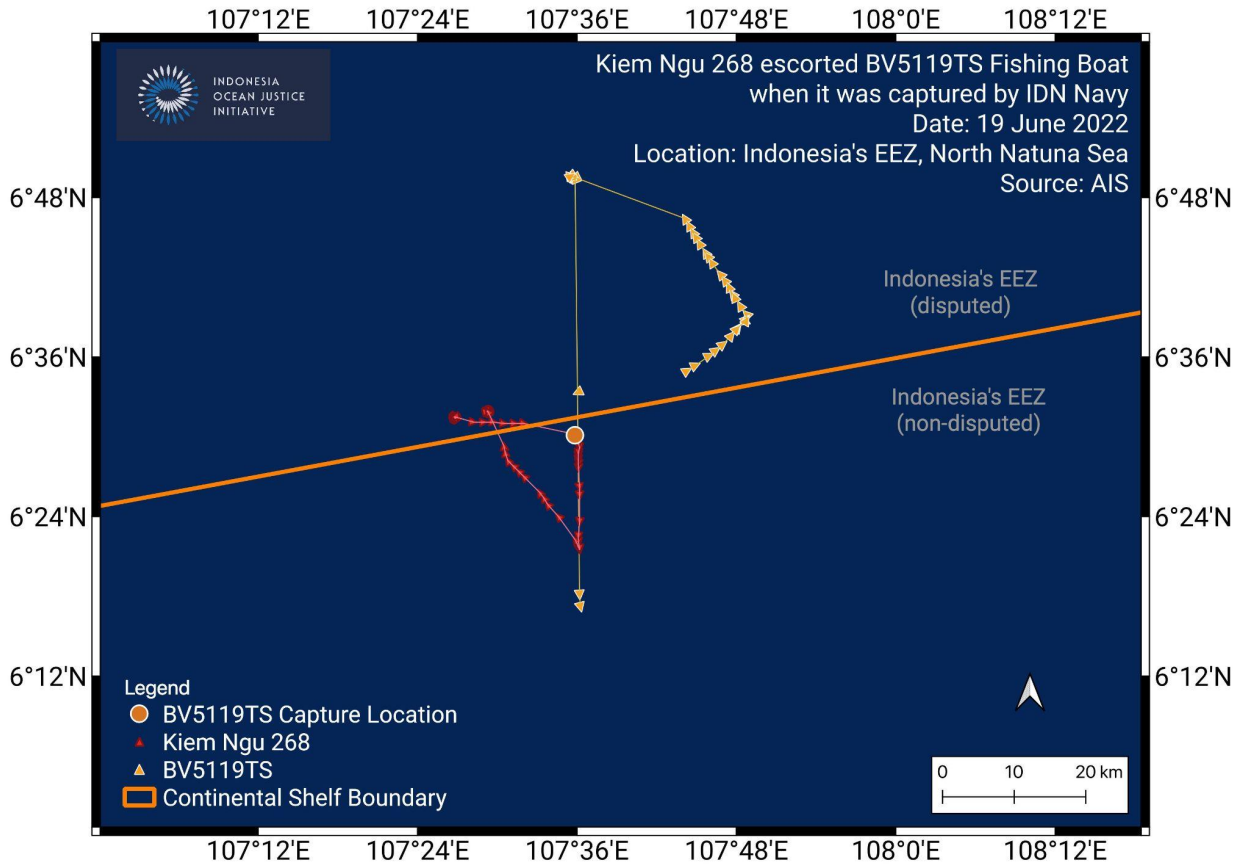 107°12'E 107°24'E 107°36'E 107°48'E 108°0'E 108°12'E
INDONESIA
OCEAN JUSTICE
INITIATIVE
Kiem Ngu 268 escorted BV5119TS Fishing Boat
when it was captured by IDN Navy
Date: 19 June 2022
Location: Indonesia's EEZ, North Natuna Sea
Source: AIS
6°48'N 6°48'N
Indonesia's EEZ
(disputed)
6°36'N 6°36'N
Indonesia's EEZ
(non-disputed)
6°24'N 6°24'N
6°12'N 6°12'N
Legend
BV5119TS Capture Location
Kiem Ngu 268
BV5119TS
Continental Shelf Boundary
0 10 20 km
107°12'E 107°24'E 107°36'E 107°48'E 108°0'E 108°12'E